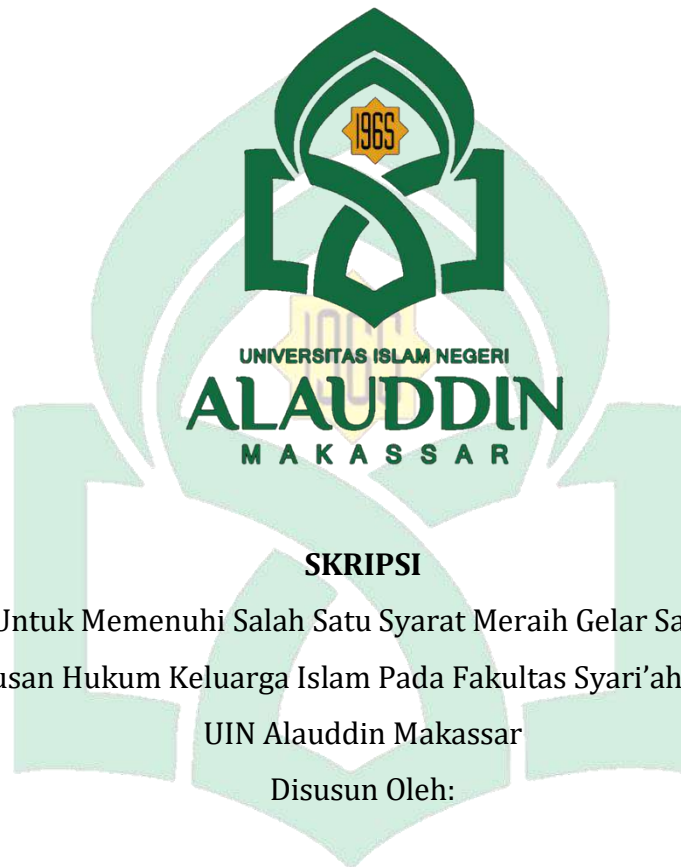 1965
UNIVERSITAS ISLAM NEGERI
ALAUDDIN
MAKASSAR
SKRIPSI
Untuk Memenuhi Salah Satu Syarat Meraih Gelar
Hukum Keluarga Islam Pada Fakultas Syari’ah
UIN Alauddin Makassar
Disusun Oleh: